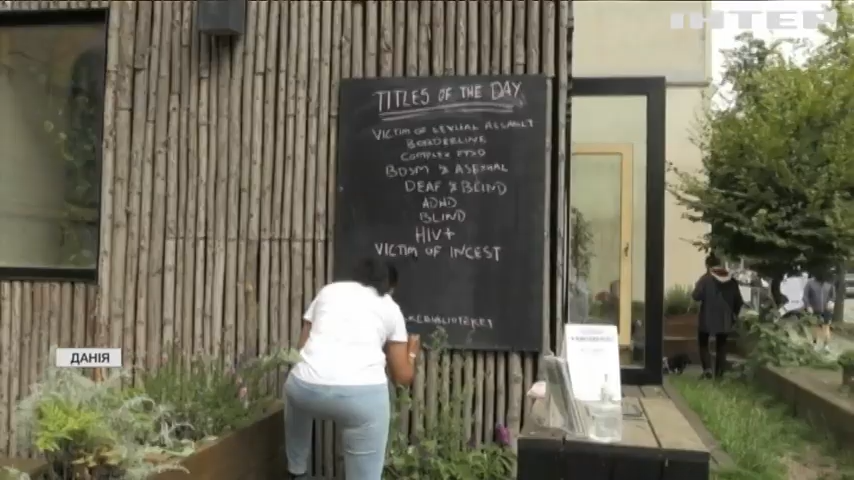 ІНТЕР
TITLES OF THE DAY
VICTIM OF SEXUAL ASSAULT
BORDERLINE
COMPLEX PTSD
BDSM & ASEXUAL
DEAF & BLIND
ADHD
BLIND
HIV+
VICTIM OF INCEST
ДАНІЯ